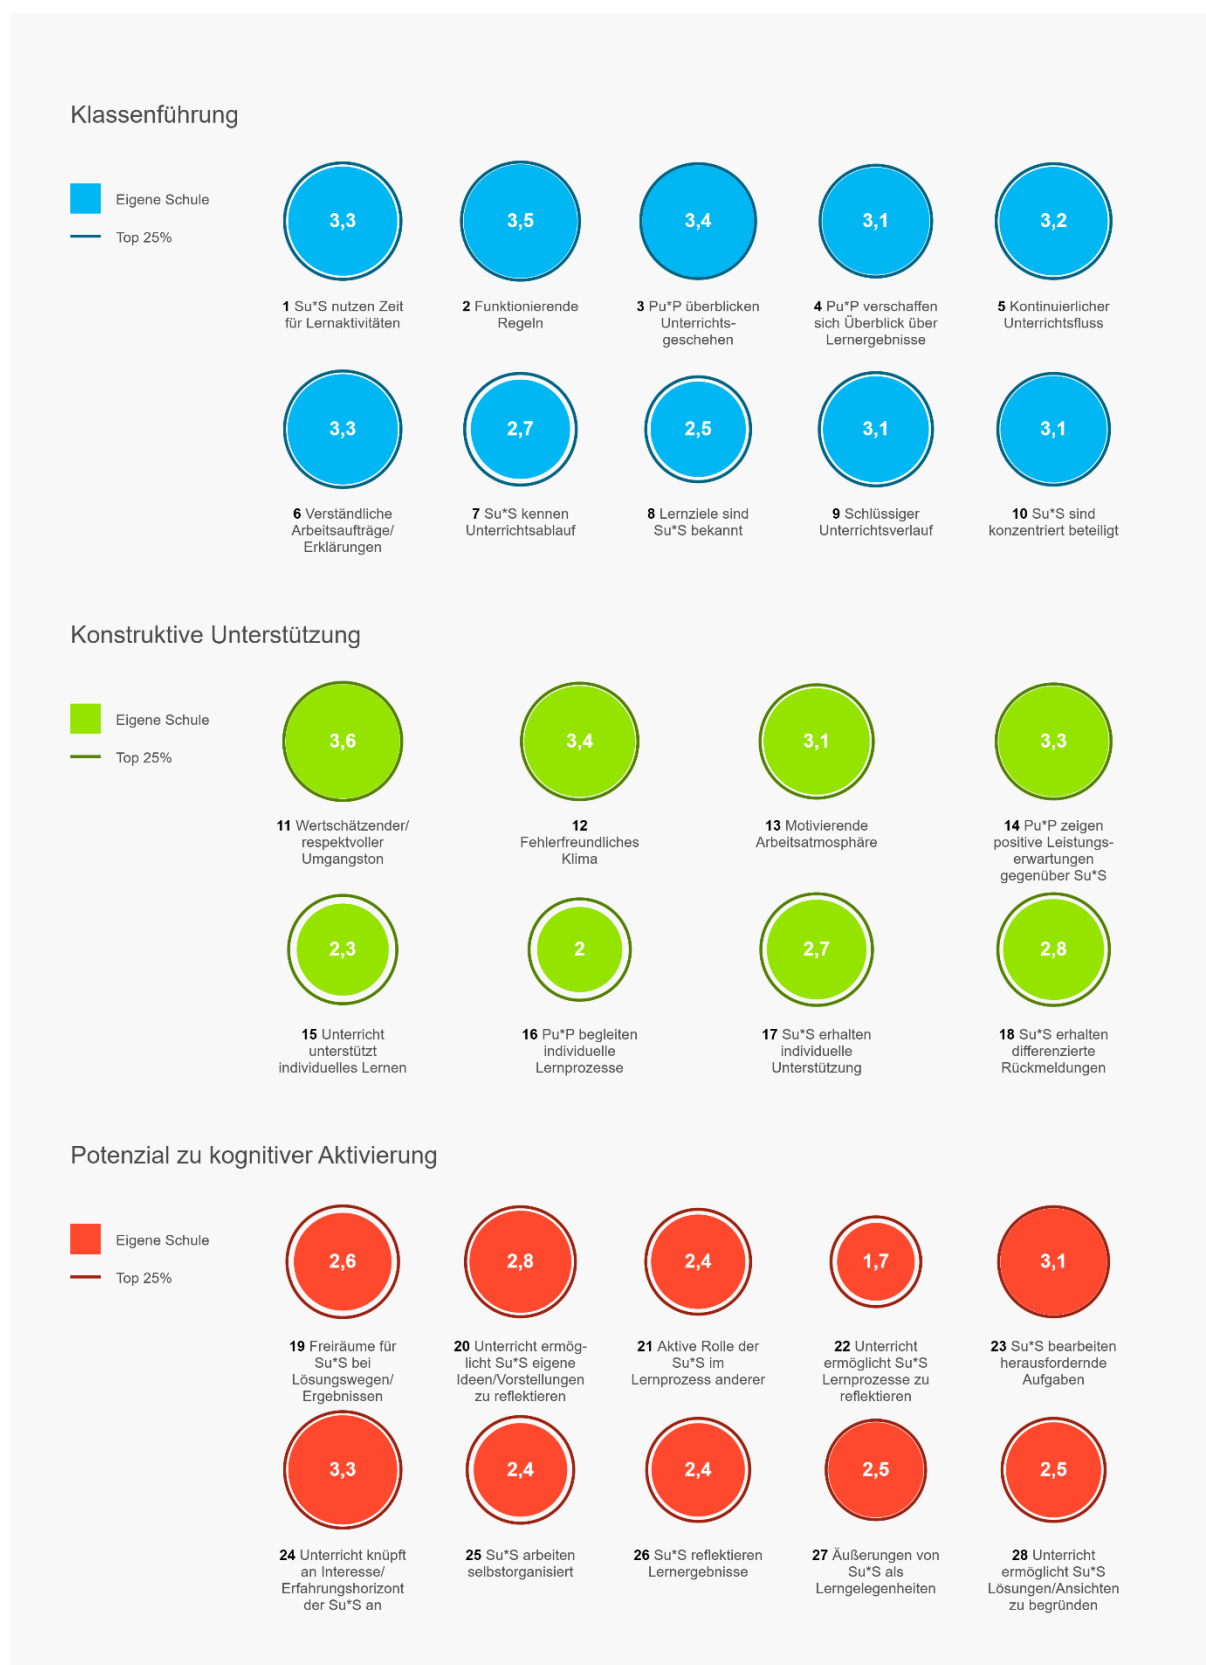 Klassenführung
Eigene Schule
Top 25%
3,3
3,5
3,4
3,1
3,2
1 Su*S nutzen Zeit
für Lernaktivitäten
2 Funktionierende
Regeln
3 Pu*P überblicken
Unterrichts-
geschehen
4 Pu*P verschaffen
sich Überblick über
Lernergebnisse
5 Kontinuierlicher
Unterrichtsfluss
3,3
2,7
2,5
3,1
3,1
6 Verständliche
Arbeitsaufträge/
Erklärungen
7 Su*S kennen
Unterrichtsablauf
8 Lernziele sind
Su*S bekannt
9 Schlüssiger
Unterrichtsverlauf
10 Su*S sind
konzentriert beteiligt
Konstruktive Unterstützung
Eigene Schule
Top 25%
3,6
3,4
3,1
3,3
11 Wertschätzender/
respektvoller
Umgangston
12
Fehlerfreundliches
Klima
13 Motivierende
Arbeitsatmosphäre
14 Pu*P zeigen
positive Leistungs-
erwartungen
gegenüber Su*S
2,3
2
2,7
2,8
15 Unterricht
unterstützt
individuelles Lernen
16 Pu*P begleiten
individuelle
Lernprozesse
17 Su*S erhalten
individuelle
Unterstützung
18 Su*S erhalten
differenzierte
Rückmeldungen
Potenzial zu kognitiver Aktivierung
Eigene Schule
Top 25%
2,6
2,8
2,4
1,7
3,1
19 Freiräume für
Su*S bei
Lösungswegen/
Ergebnissen
20 Unterricht ermög-
licht Su*S eigene
Ideen/Vorstellungen
zu reflektieren
21 Aktive Rolle der
Su*S im
Lernprozess anderer
22 Unterricht
ermöglicht Su*S
Lernprozesse zu
reflektieren
23 Su*S bearbeiten
herausfordernde
Aufgaben
3,3
2,4
2,4
2,5
2,5
24 Unterricht knüpft
an Interesse/
Erfahrungshorizont
der Su*S an
25 Su*S arbeiten
selbstorganisiert
26 Su*S reflektieren
Lernergebnisse
27 Äußerungen von
Su*S als
Lerngelegenheiten
28 Unterricht
ermöglicht Su*S
Lösungen/Ansichten
zu begründen